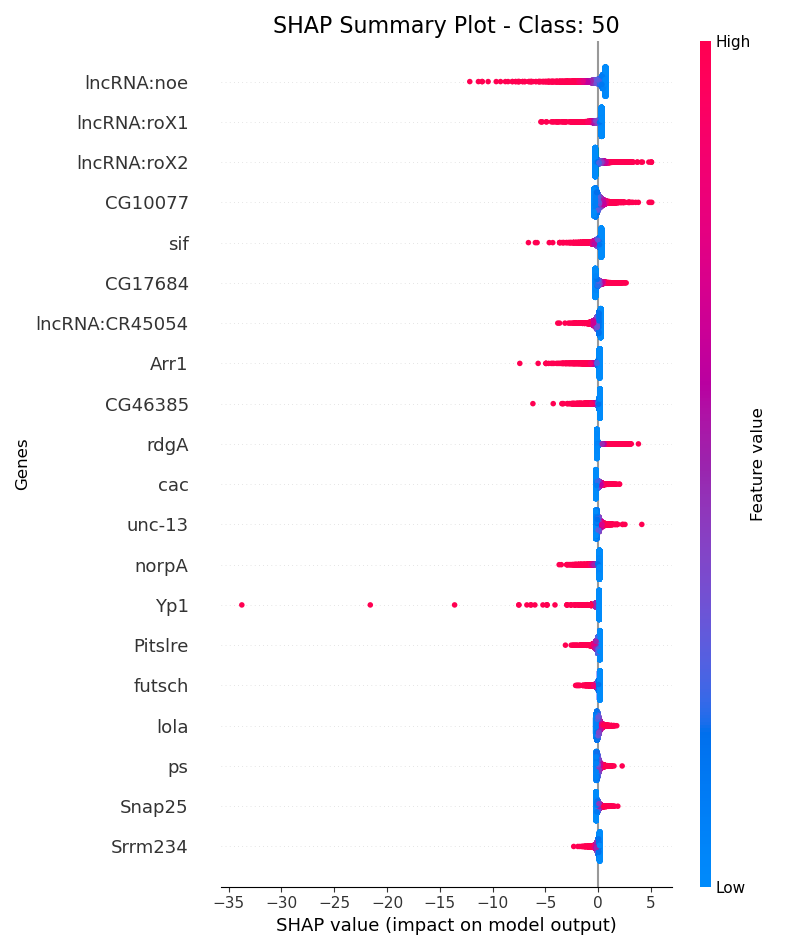 SHAP Summary Plot - Class: 50
High
lncRNA:noe
lncRNA:roX1
lncRNA:roX2
CG10077
sif
CG17684
lncRNA:CR45054
Arr1
CG46385
rdgA
cac
unc-13
norpA
Yp1
Pitslre
futsch
lola
ps
Snap25
Srrm234
Genes
Feature value
Low
−35 −30 −25 −20 −15 −10 −5 0 5
SHAP value (impact on model output)